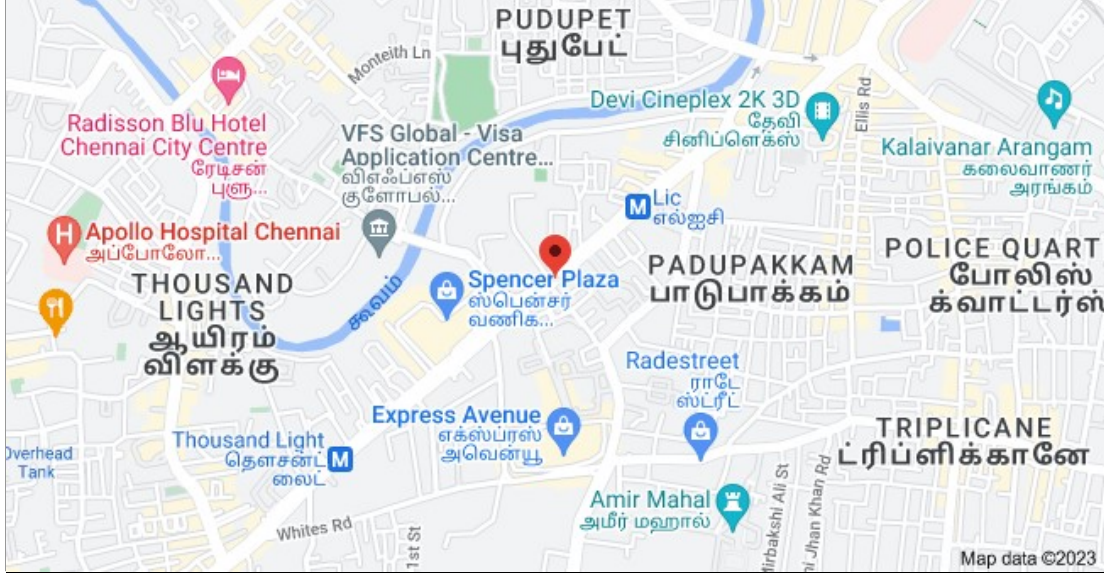 PUDUPET
புதுபேட்
Monteith Ln
Radisson Blu Hotel
Chennai City Centre
ரேடிசன்
புளு...
VFS Global - Visa
Application Centre...
விஎஃப்எஸ்
குளோபல்...
Devi Cineplex 2K 3D
தேவி
சினிப்ளெக்ஸ்
Ellis Rd
Kalaivanar Arangam
கலைவாணர்
அரங்கம்
Lic
எல்ஐசி
Apollo Hospital Chennai
அப்போலோ...
THOUSAND
LIGHTS
ஆயிரம்
விளக்கு
கூவம்
Spencer Plaza
ஸ்பென்சர்
வணிக...
PADUPAKKAM
பாடுபாக்கம்
POLICE QUART
போலிஸ்
க்வாட்டர்ஸ்
Radestreet
ராடே
ஸ்ட்ரீட்
Express Avenue
எக்ஸ்பிரஸ்
அவென்யூ
Thousand Light
தௌசன்ட்
லைட்
Overhead
Tank
TRIPLICANE
ட்ரிப்ளிக்கானே
Amir Mahal
அமீர் மஹால்
Whites Rd
1st St
Mirbakshi Ali St
ni Jhan Khan Rd
Map data ©2023